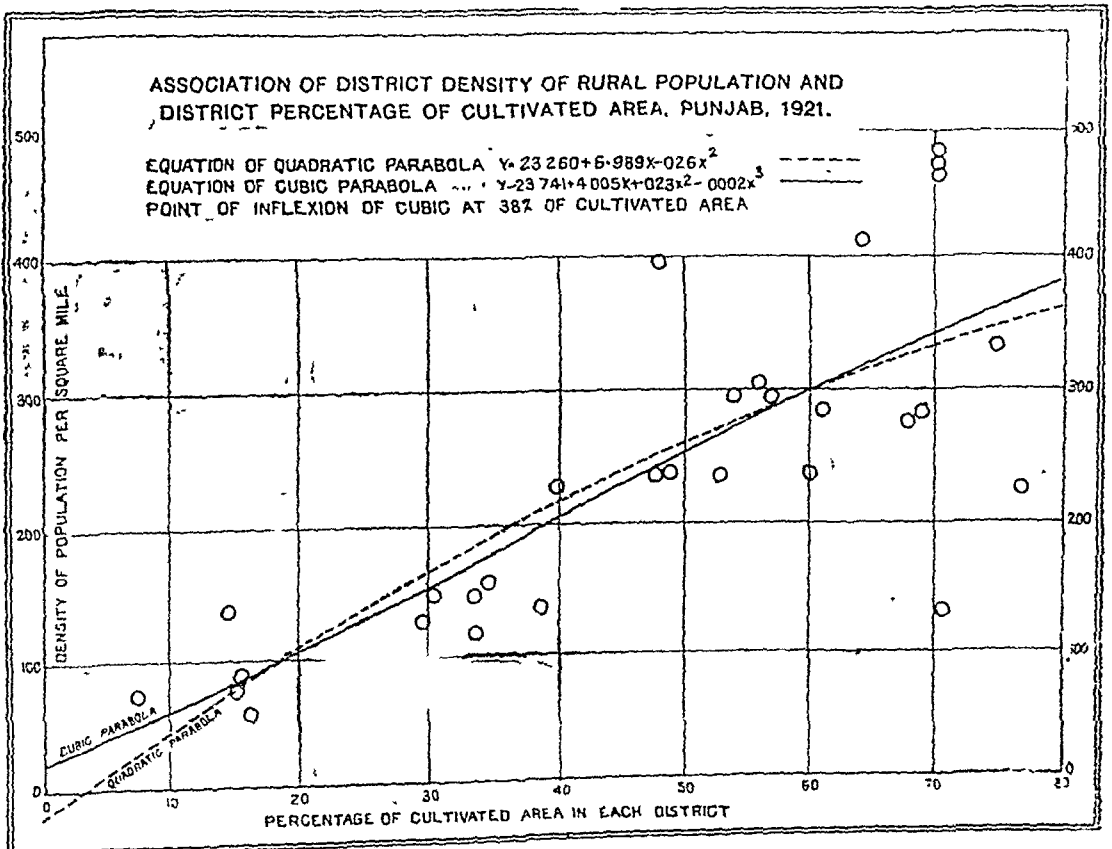 ASSOCIATION OF DISTRICT DENSITY OF RURAL POPULATION AND
DISTRICT PERCENTAGE OF CULTIVATED AREA, PUNJAB, 1921.
EQUATION OF QUADRATIC PARABOLA Y=23 260+6·989X-026X²
EQUATION OF CUBIC PARABOLA Y-23 741+4 005X+023X²-0002X³
POINT OF INFLEXION OF CUBIC AT 38% OF CULTIVATED AREA
500
400
300
200
100
0
DENSITY OF POPULATION PER SQUARE MILE
400
300
200
0
CUBIC PARABOLA
QUADRATIC PARABOLA
0 10 20 30 40 50 60 70
PERCENTAGE OF CULTIVATED AREA IN EACH DISTRICT